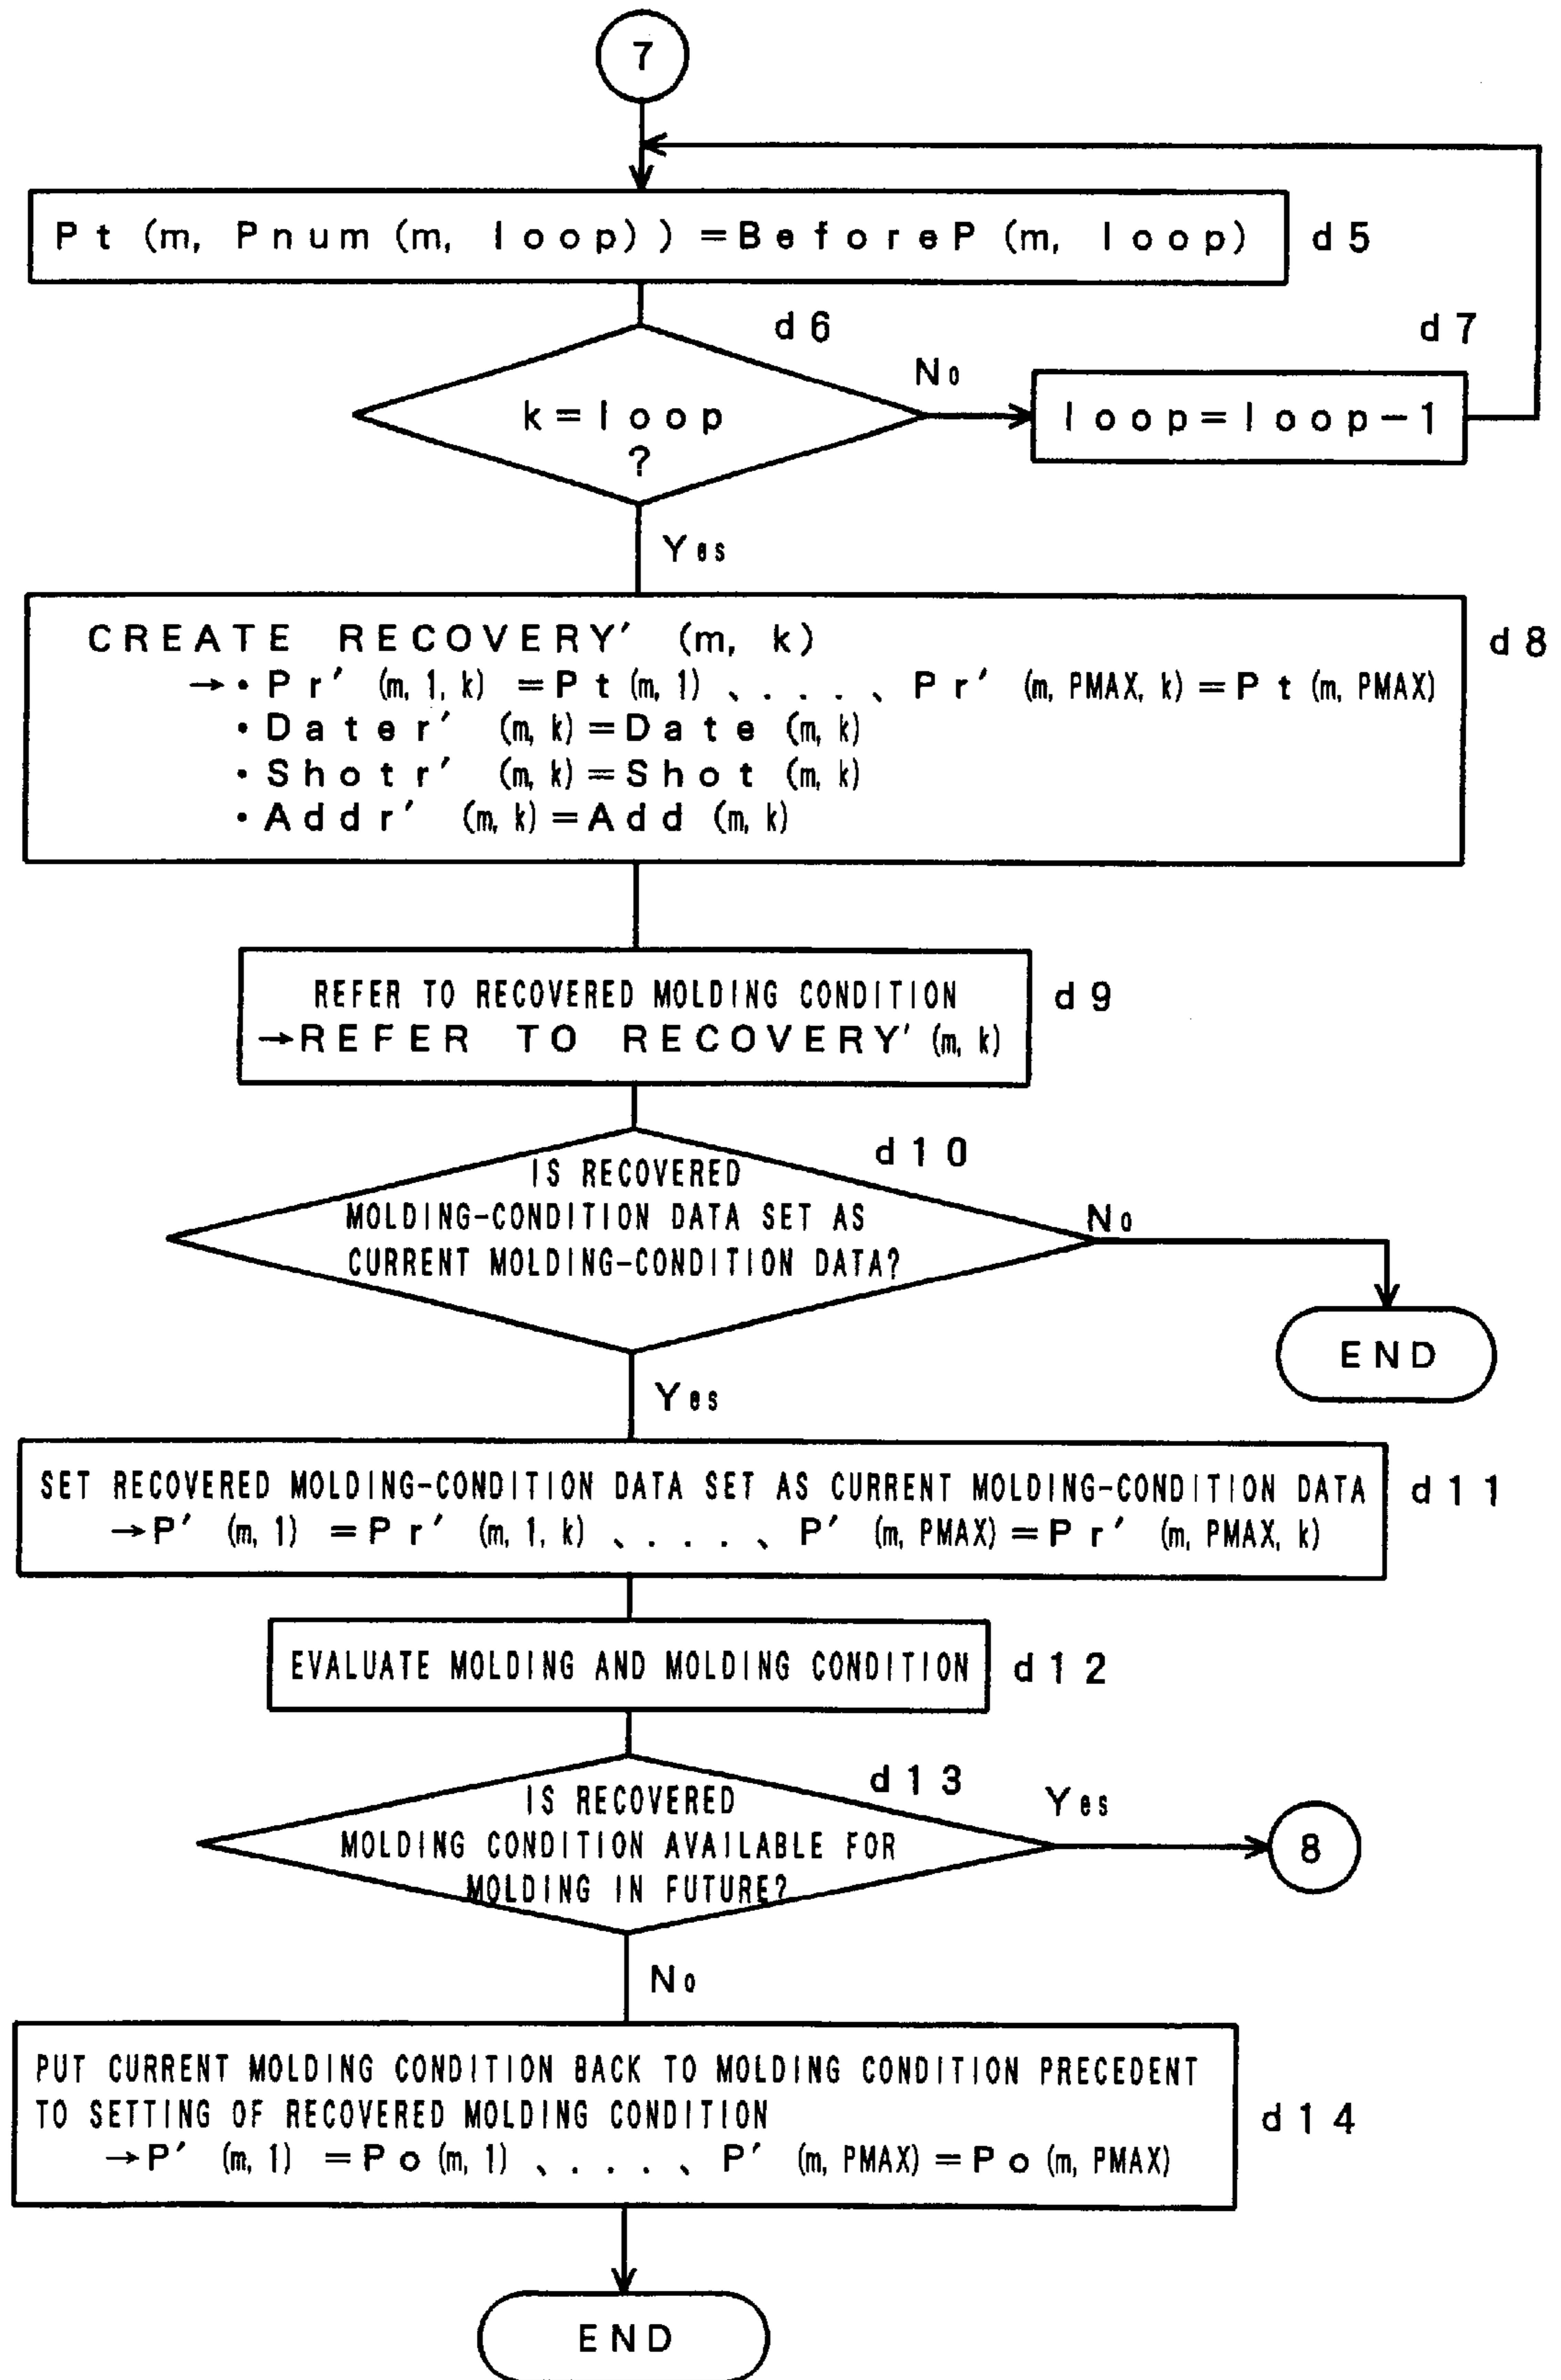 7
Pt (m, Pnum (m, loop)) =BeforeP (m, loop) d5
d6
d7
No
k=loop
?
loop=loop−1
Yes
CREATE RECOVERY′ (m, k) d8
→・Pr′ (m, 1, k) =Pt (m, 1) 、. . . . 、Pr′ (m, PMAX, k) =Pt (m, PMAX)
・Dater′ (m, k) =Date (m, k)
・Shotr′ (m, k) =Shot (m, k)
・Addr′ (m, k) =Add (m, k)
REFER TO RECOVERED MOLDING CONDITION d9
→REFER TO RECOVERY′ (m, k)
d10
IS RECOVERED
MOLDING-CONDITION DATA SET AS
CURRENT MOLDING-CONDITION DATA?
No
END
Yes
SET RECOVERED MOLDING-CONDITION DATA SET AS CURRENT MOLDING-CONDITION DATA d11
→P′ (m, 1) =Pr′ (m, 1, k) 、. . . . 、P′ (m, PMAX) =Pr′ (m, PMAX, k)
EVALUATE MOLDING AND MOLDING CONDITION d12
d13
IS RECOVERED
MOLDING CONDITION AVAILABLE FOR
MOLDING IN FUTURE?
Yes
8
No
PUT CURRENT MOLDING CONDITION BACK TO MOLDING CONDITION PRECEDENT
TO SETTING OF RECOVERED MOLDING CONDITION d14
→P′ (m, 1) =Po (m, 1) 、. . . . 、P′ (m, PMAX) =Po (m, PMAX)
END